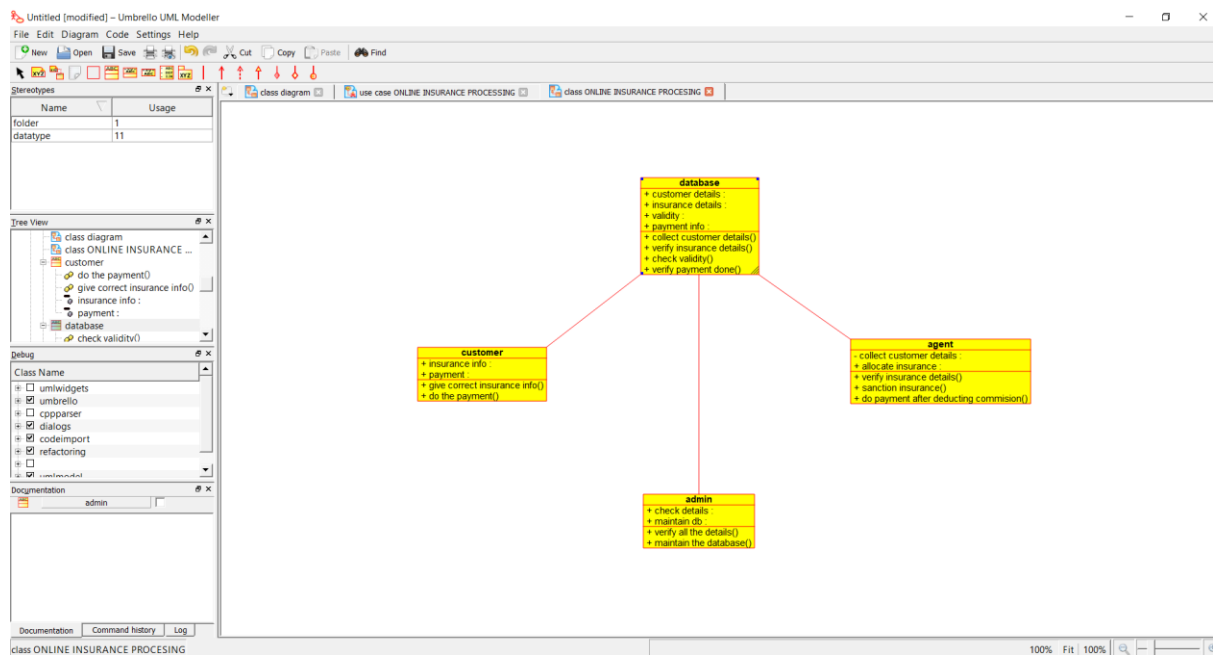 Untitled [modified] – Umbrello UML Modeller
File Edit Diagram Code Settings Help
New Open Save Cut Copy Paste Find
Stereotypes
Name Usage
folder 1
datatype 11
Tree View
class diagram
class ONLINE INSURANCE ...
customer
do the payment()
give correct insurance info()
insurance info :
payment :
database
check validity()
Debug
Class Name
umlwidgets
umbrello
cppparser
dialogs
codeimport
refactoring
umlmodel
Documentation
admin
Documentation Command history Log
class diagram use case ONLINE INSURANCE PROCESSING class ONLINE INSURANCE PROCESING
database
+ customer details :
+ insurance details :
+ validity :
+ payment info :
+ collect customer details()
+ verify insurance details()
+ check validity()
+ verify payment done()
customer
+ insurance info :
+ payment :
+ give correct insurance info()
+ do the payment()
agent
- collect customer details :
+ allocate insurance :
+ verify insurance details()
+ sanction insurance()
+ do payment after deducting commision()
admin
+ check details :
+ maintain db :
+ verify all the details()
+ maintain the database()
class ONLINE INSURANCE PROCESING
100% Fit 100%